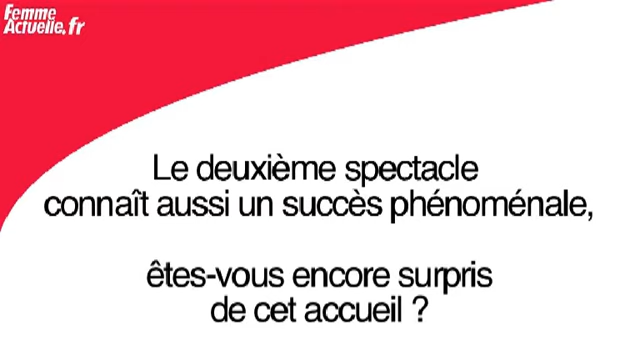 Femme
Actuelle.fr
Le deuxième spectacle
connaît aussi un succès phénoménale,
êtes-vous encore surpris
de cet accueil ?